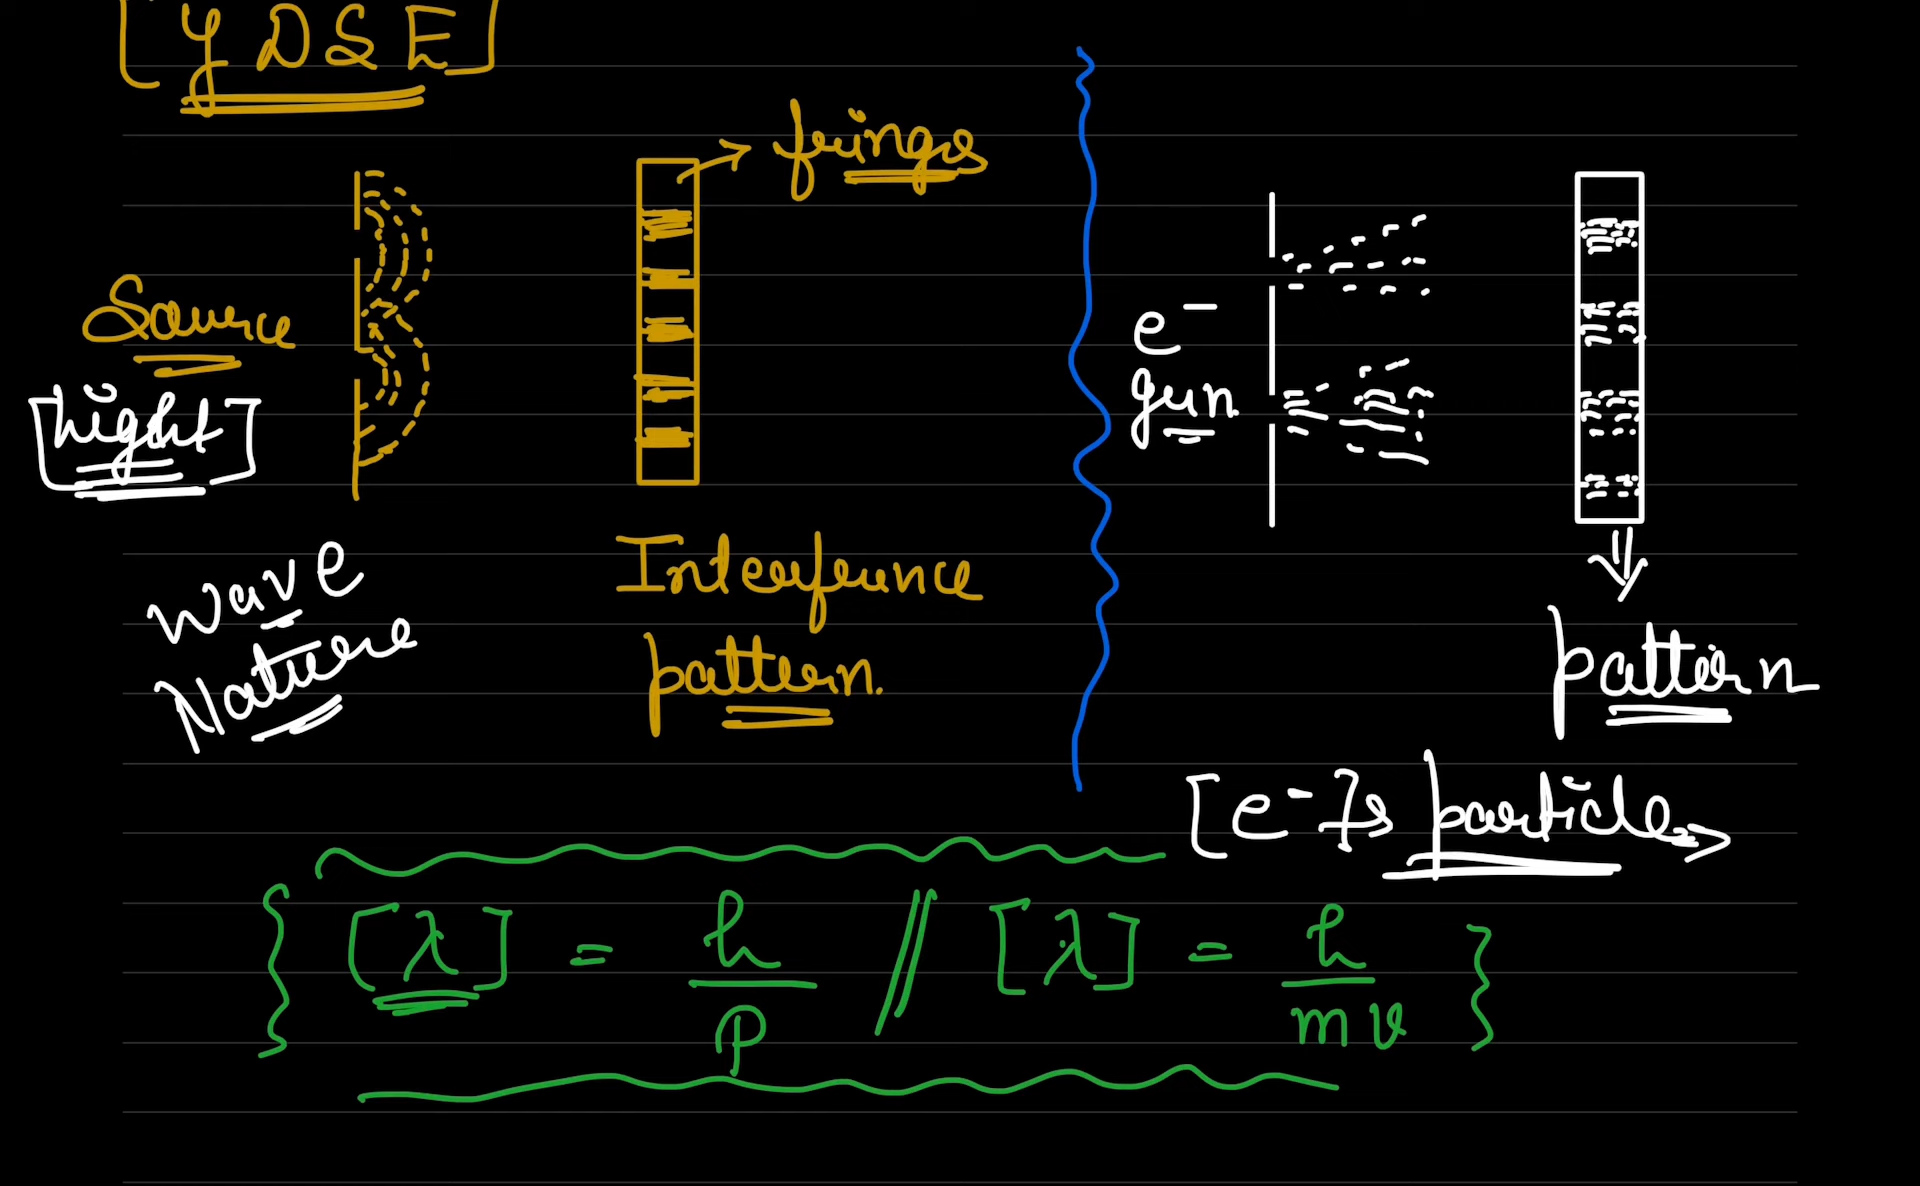 [YDSE]
→ fringes
Source
[Light]
e⁻
gun
Wave
Nature
Interference
pattern.
pattern
[e⁻]s particle
{ [λ] = h/p // [λ] = h/mv }